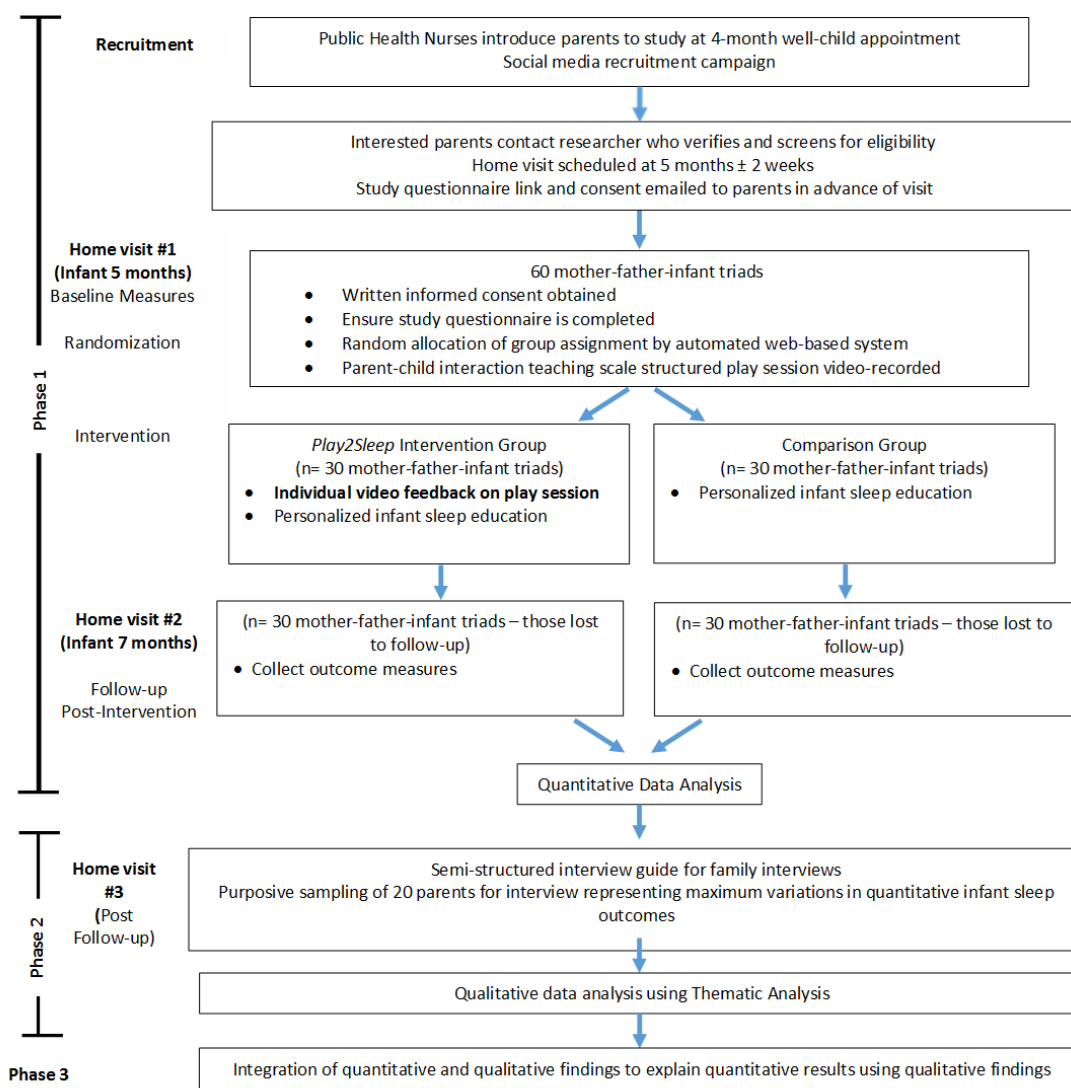 Recruitment
Public Health Nurses introduce parents to study at 4-month well-child appointment
Social media recruitment campaign
Interested parents contact researcher who verifies and screens for eligibility
Home visit scheduled at 5 months ± 2 weeks
Study questionnaire link and consent emailed to parents in advance of visit
Phase 1
Home visit #1
(Infant 5 months)
Baseline Measures
Randomization
60 mother-father-infant triads
• Written informed consent obtained
• Ensure study questionnaire is completed
• Random allocation of group assignment by automated web-based system
• Parent-child interaction teaching scale structured play session video-recorded
Intervention
Play2Sleep Intervention Group
(n= 30 mother-father-infant triads)
• Individual video feedback on play session
• Personalized infant sleep education
Comparison Group
(n= 30 mother-father-infant triads)
• Personalized infant sleep education
Home visit #2
(Infant 7 months)
Follow-up
Post-Intervention
(n= 30 mother-father-infant triads – those lost
to follow-up)
• Collect outcome measures
(n= 30 mother-father-infant triads – those lost to
follow-up)
• Collect outcome measures
Quantitative Data Analysis
Phase 2
Home visit
#3
(Post
Follow-up)
Semi-structured interview guide for family interviews
Purposive sampling of 20 parents for interview representing maximum variations in quantitative infant sleep
outcomes
Qualitative data analysis using Thematic Analysis
Phase 3
Integration of quantitative and qualitative findings to explain quantitative results using qualitative findings